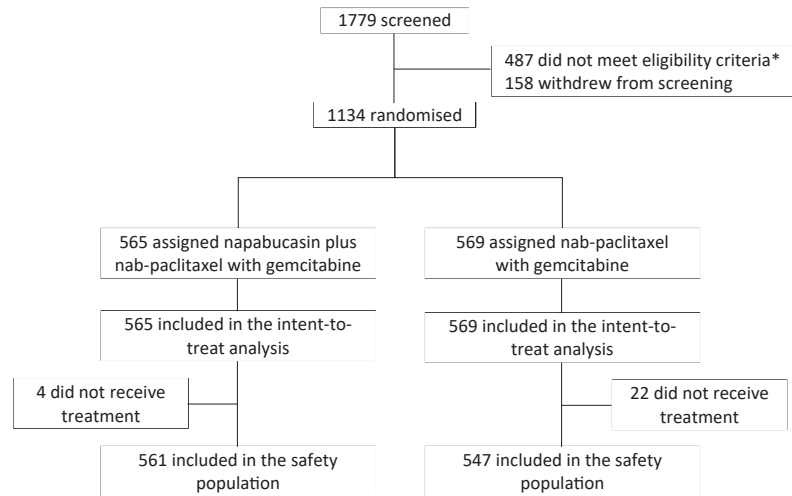 1779 screened
487 did not meet eligibility criteria*
158 withdrew from screening
1134 randomised
565 assigned napabucasin plus
nab-paclitaxel with gemcitabine
569 assigned nab-paclitaxel
with gemcitabine
565 included in the intent-to-
treat analysis
569 included in the intent-to-
treat analysis
4 did not receive
treatment
22 did not receive
treatment
561 included in the safety
population
547 included in the safety
population